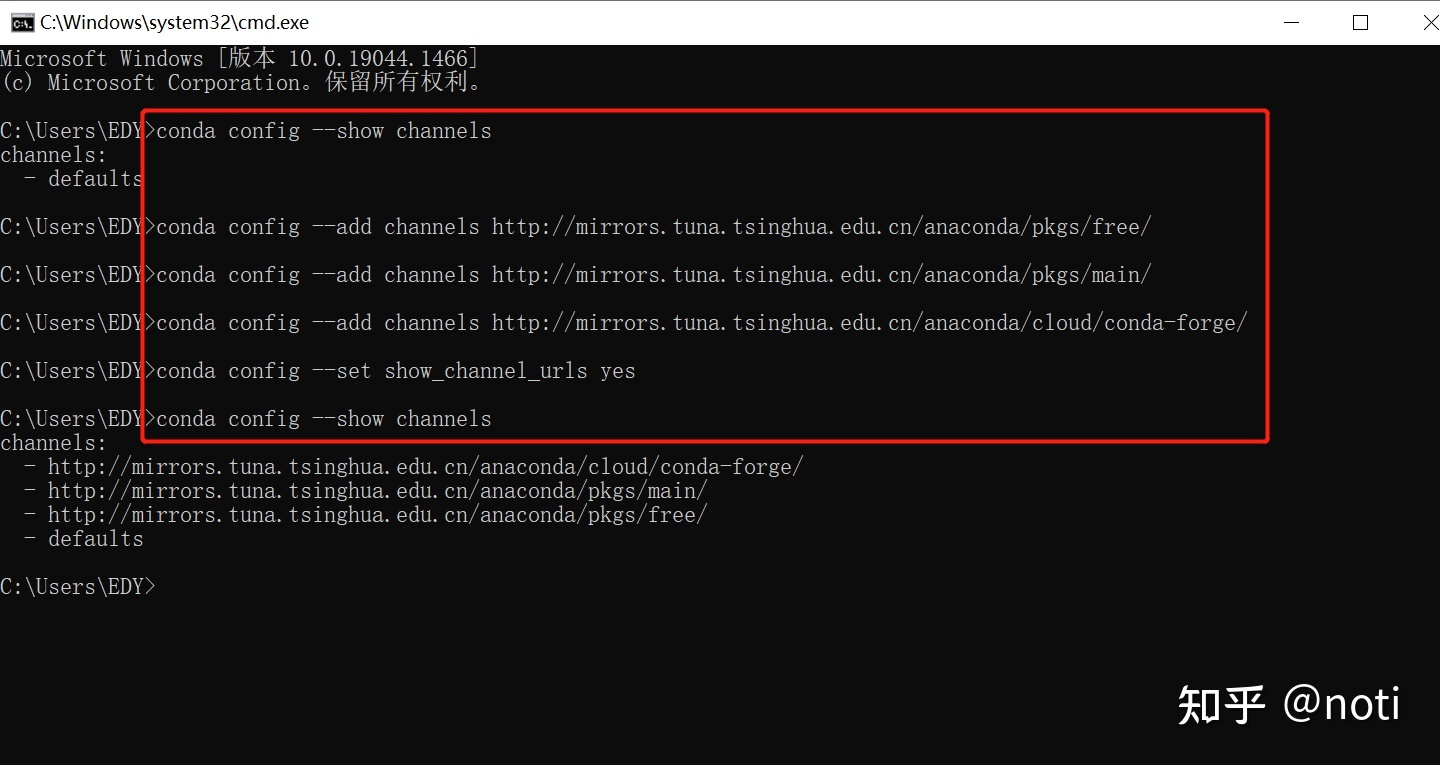 C:\Windows\system32\cmd.exe
Microsoft Windows [版本 10.0.19044.1466]
(c) Microsoft Corporation。保留所有权利。
C:\Users\EDY>conda config --show channels
channels:
  - defaults
C:\Users\EDY>conda config --add channels http://mirrors.tuna.tsinghua.edu.cn/anaconda/pkgs/free/
C:\Users\EDY>conda config --add channels http://mirrors.tuna.tsinghua.edu.cn/anaconda/pkgs/main/
C:\Users\EDY>conda config --add channels http://mirrors.tuna.tsinghua.edu.cn/anaconda/cloud/conda-forge/
C:\Users\EDY>conda config --set show_channel_urls yes
C:\Users\EDY>conda config --show channels
channels:
  - http://mirrors.tuna.tsinghua.edu.cn/anaconda/cloud/conda-forge/
  - http://mirrors.tuna.tsinghua.edu.cn/anaconda/pkgs/main/
  - http://mirrors.tuna.tsinghua.edu.cn/anaconda/pkgs/free/
  - defaults
C:\Users\EDY>
知乎 @noti